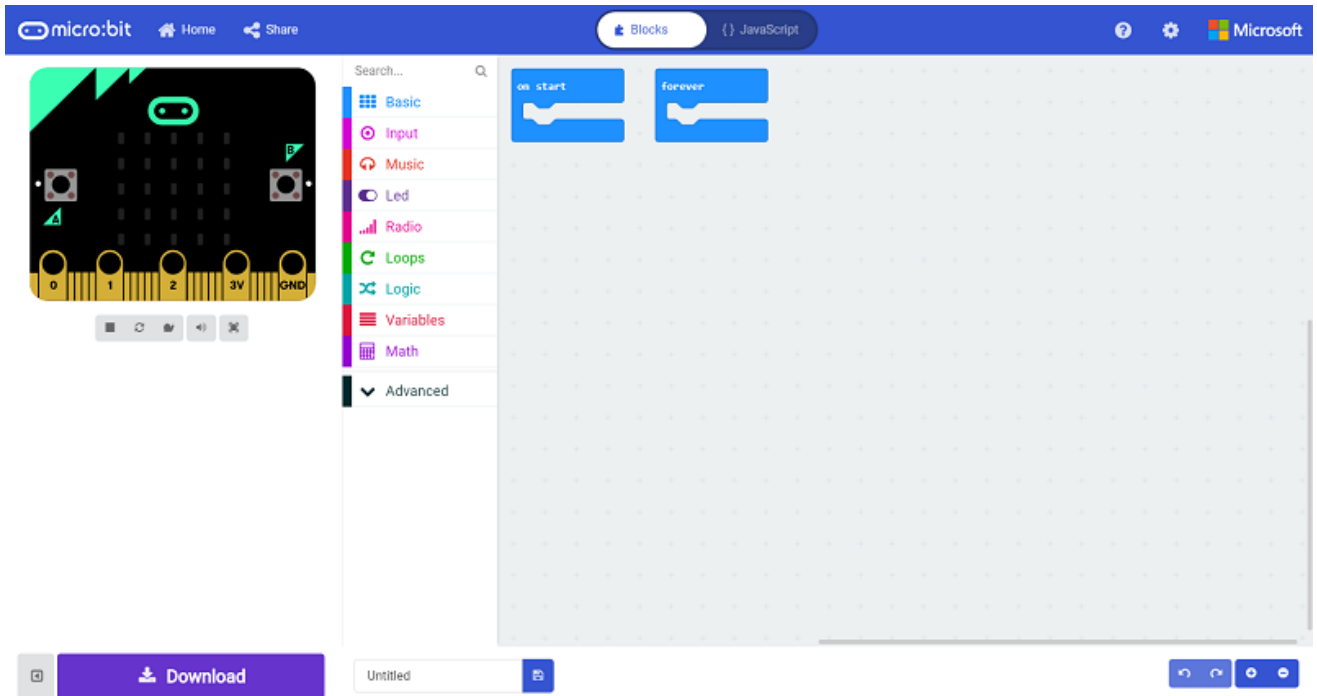 micro:bit Home Share Blocks {} JavaScript ? Microsoft
Search...
Basic
Input
Music
Led
Radio
Loops
Logic
Variables
Math
Advanced
on start
forever
B
A
0 1 2 3V GND
Download
Untitled